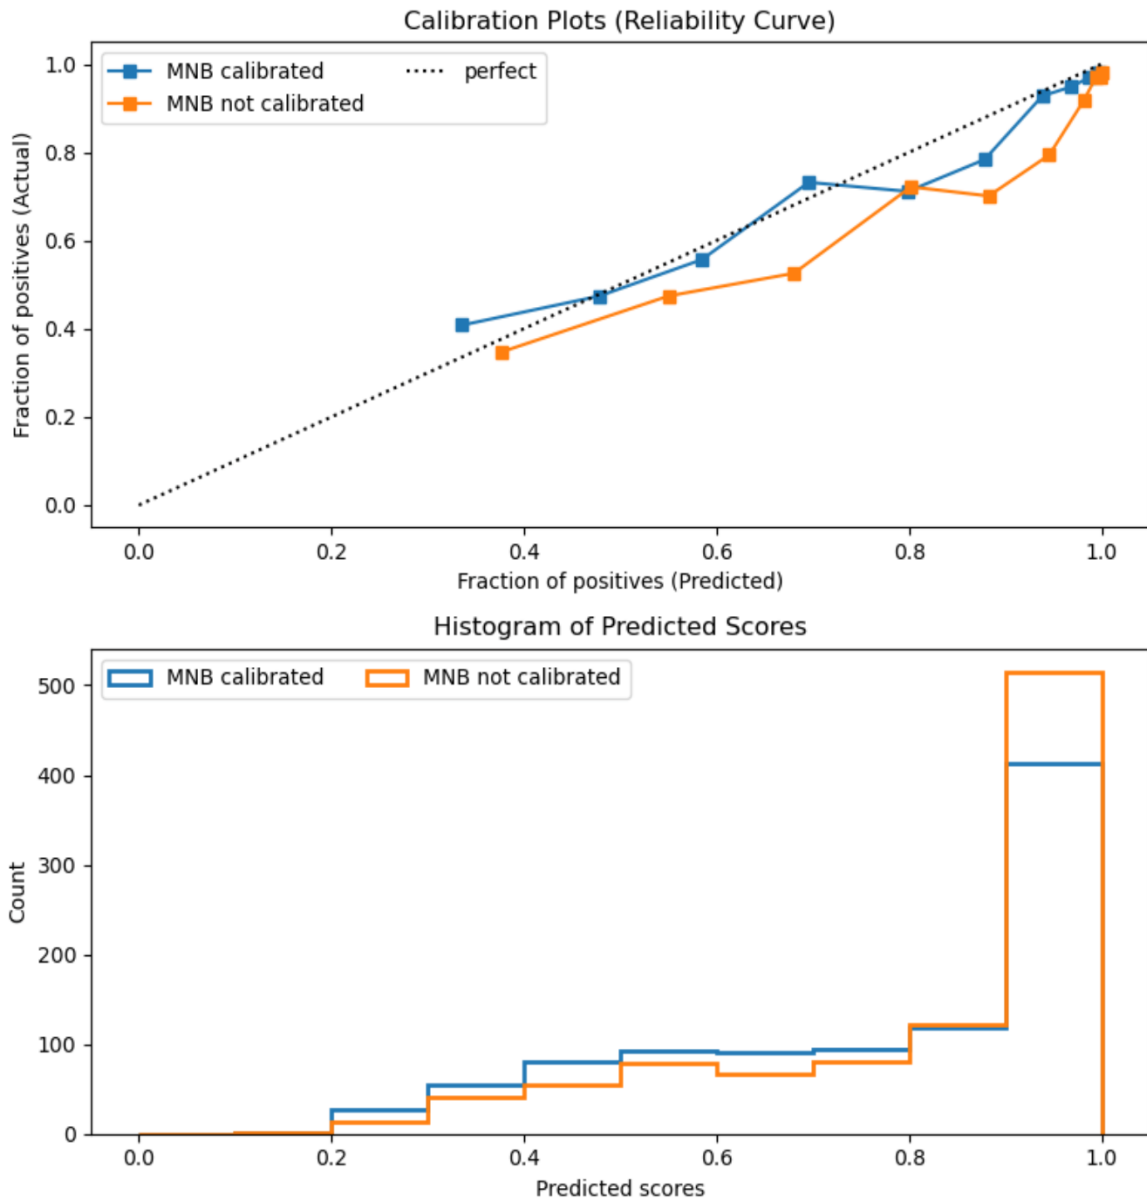 Calibration Plots (Reliability Curve)
MNB calibrated
perfect
MNB not calibrated
Fraction of positives (Actual)
1.0
0.8
0.6
0.4
0.2
0.0
0.0 0.2 0.4 0.6 0.8 1.0
Fraction of positives (Predicted)
Histogram of Predicted Scores
MNB calibrated
MNB not calibrated
Count
500
400
300
200
100
0
0.0 0.2 0.4 0.6 0.8 1.0
Predicted scores